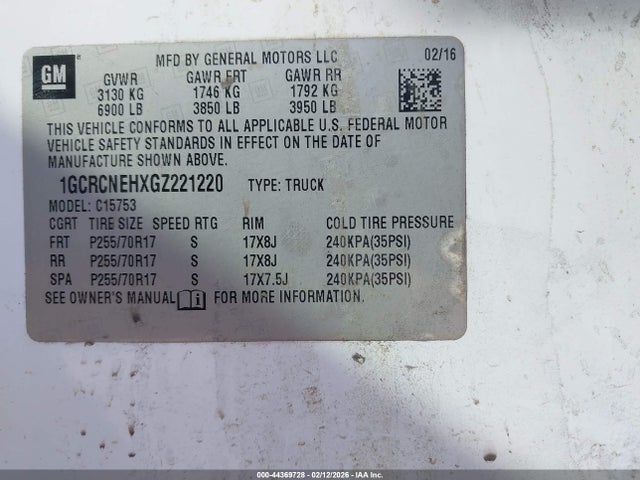 GM
MFD BY GENERAL MOTORS LLC 02/16
GVWR GAWR FRT GAWR RR
3130 KG 1746 KG 1792 KG
6900 LB 3850 LB 3950 LB
THIS VEHICLE CONFORMS TO ALL APPLICABLE U.S. FEDERAL MOTOR
VEHICLE SAFETY STANDARDS IN EFFECT ON THE DATE OF
MANUFACTURE SHOWN ABOVE.
1GCRCNEHXGZ221220 TYPE: TRUCK
MODEL: C15753
CGRT TIRE SIZE SPEED RTG RIM COLD TIRE PRESSURE
FRT P255/70R17 S 17X8J 240KPA(35PSI)
RR P255/70R17 S 17X8J 240KPA(35PSI)
SPA P255/70R17 S 17X7.5J 240KPA(35PSI)
SEE OWNER'S MANUAL FOR MORE INFORMATION.
000-44369728 - 02/12/2026 - IAA Inc.